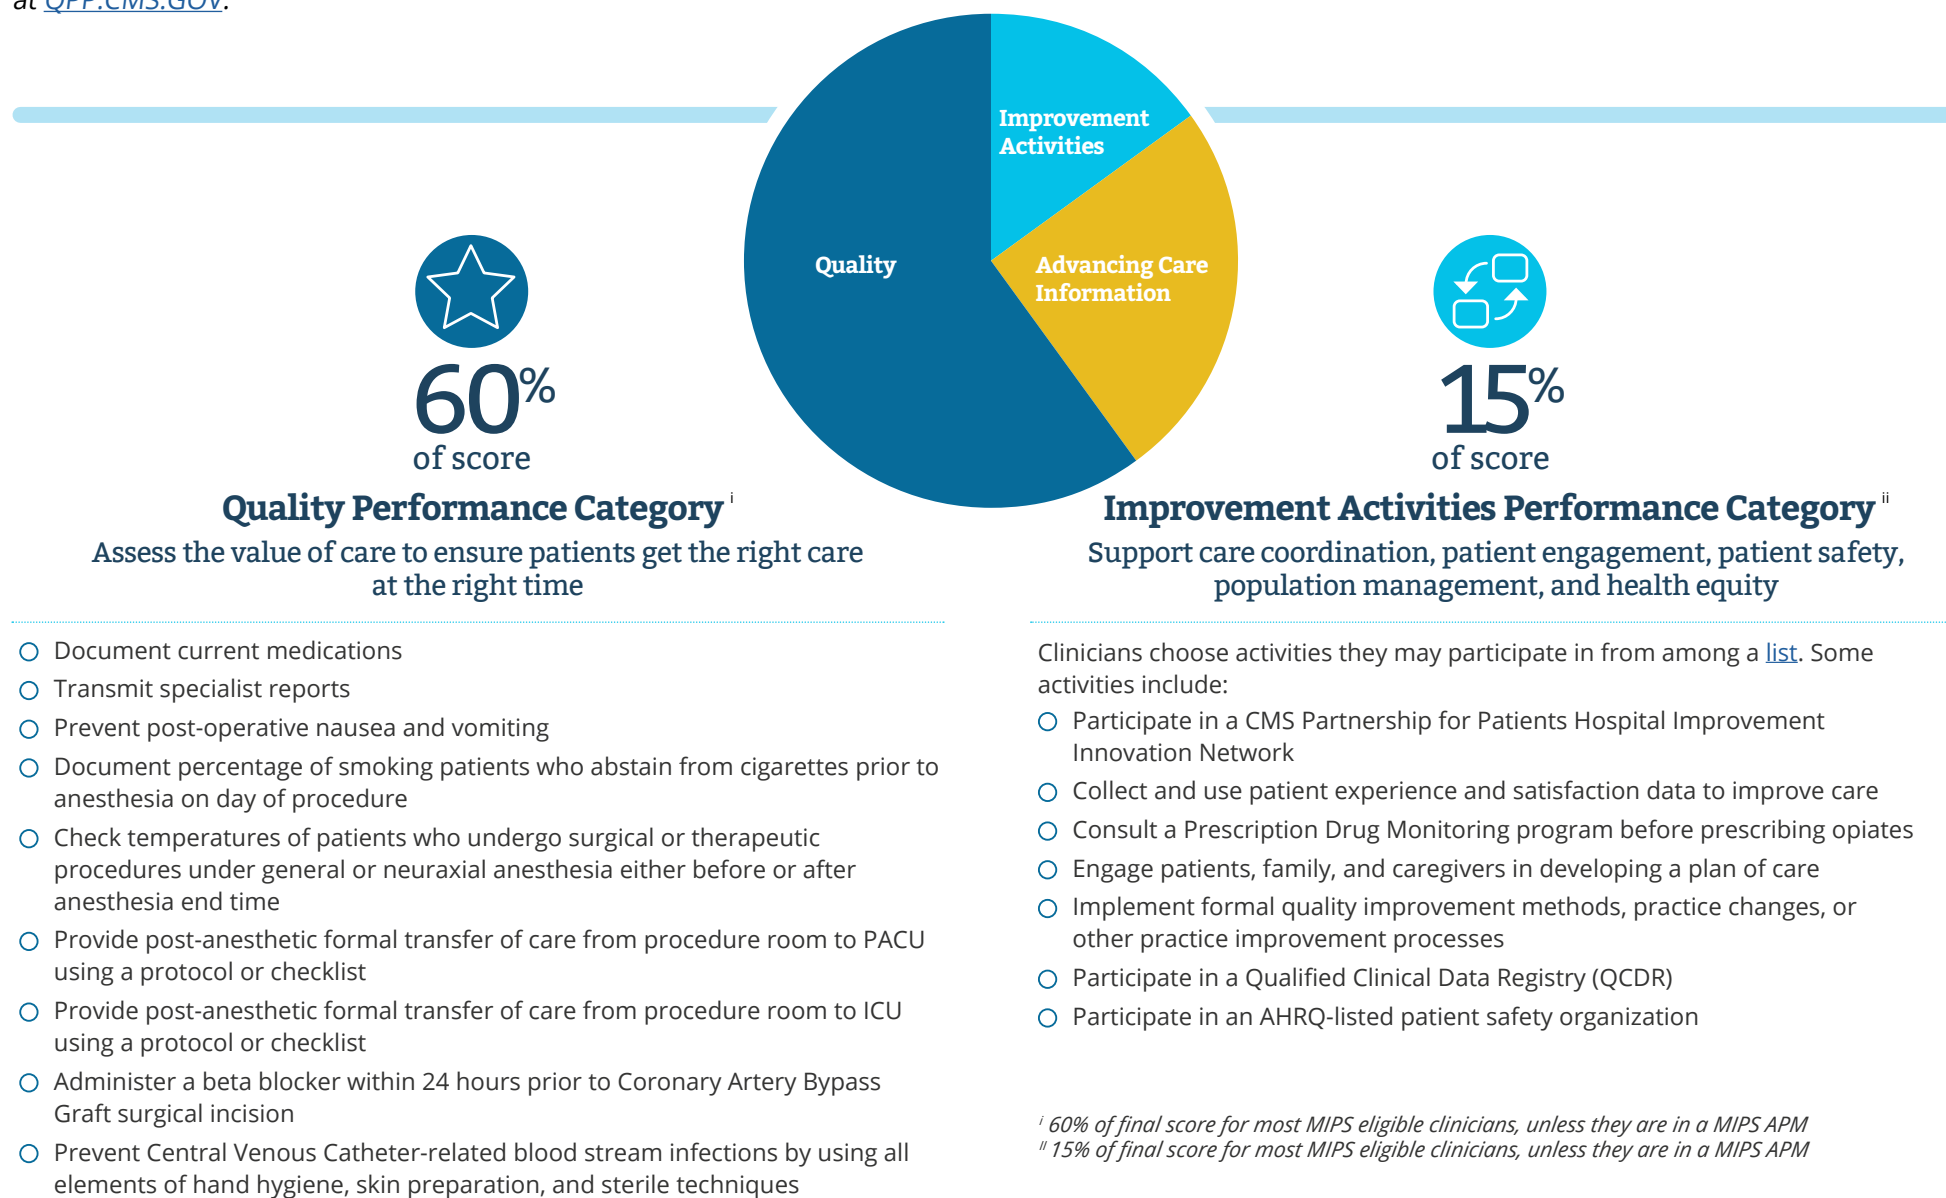 at QPP.CMS.GOV.
Improvement
Activities
Quality
Advancing Care
Information
60%
of score
Quality Performance Category i
Assess the value of care to ensure patients get the right care
at the right time
Document current medications
Transmit specialist reports
Prevent post-operative nausea and vomiting
Document percentage of smoking patients who abstain from cigarettes prior to
anesthesia on day of procedure
Check temperatures of patients who undergo surgical or therapeutic
procedures under general or neuraxial anesthesia either before or after
anesthesia end time
Provide post-anesthetic formal transfer of care from procedure room to PACU
using a protocol or checklist
Provide post-anesthetic formal transfer of care from procedure room to ICU
using a protocol or checklist
Administer a beta blocker within 24 hours prior to Coronary Artery Bypass
Graft surgical incision
Prevent Central Venous Catheter-related blood stream infections by using all
elements of hand hygiene, skin preparation, and sterile techniques
15%
of score
Improvement Activities Performance Category ii
Support care coordination, patient engagement, patient safety,
population management, and health equity
Clinicians choose activities they may participate in from among a list. Some
activities include:
Participate in a CMS Partnership for Patients Hospital Improvement
Innovation Network
Collect and use patient experience and satisfaction data to improve care
Consult a Prescription Drug Monitoring program before prescribing opiates
Engage patients, family, and caregivers in developing a plan of care
Implement formal quality improvement methods, practice changes, or
other practice improvement processes
Participate in a Qualified Clinical Data Registry (QCDR)
Participate in an AHRQ-listed patient safety organization
i 60% of final score for most MIPS eligible clinicians, unless they are in a MIPS APM
ii 15% of final score for most MIPS eligible clinicians, unless they are in a MIPS APM